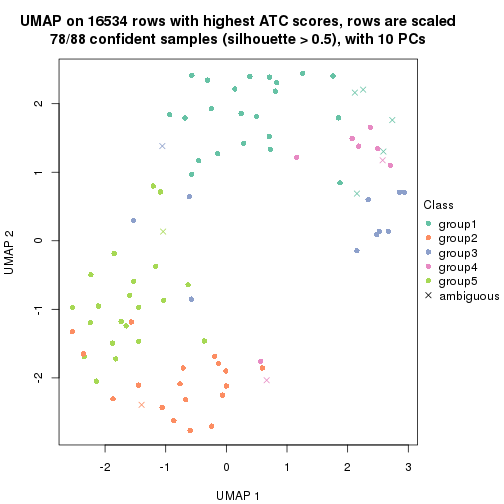 UMAP on 16534 rows with highest ATC scores, rows are scaled
78/88 confident samples (silhouette > 0.5), with 10 PCs
2
1
0
-1
-2
UMAP 2
-2
-1
0
1
2
3
UMAP 1
Class
group1
group2
group3
group4
group5
ambiguous